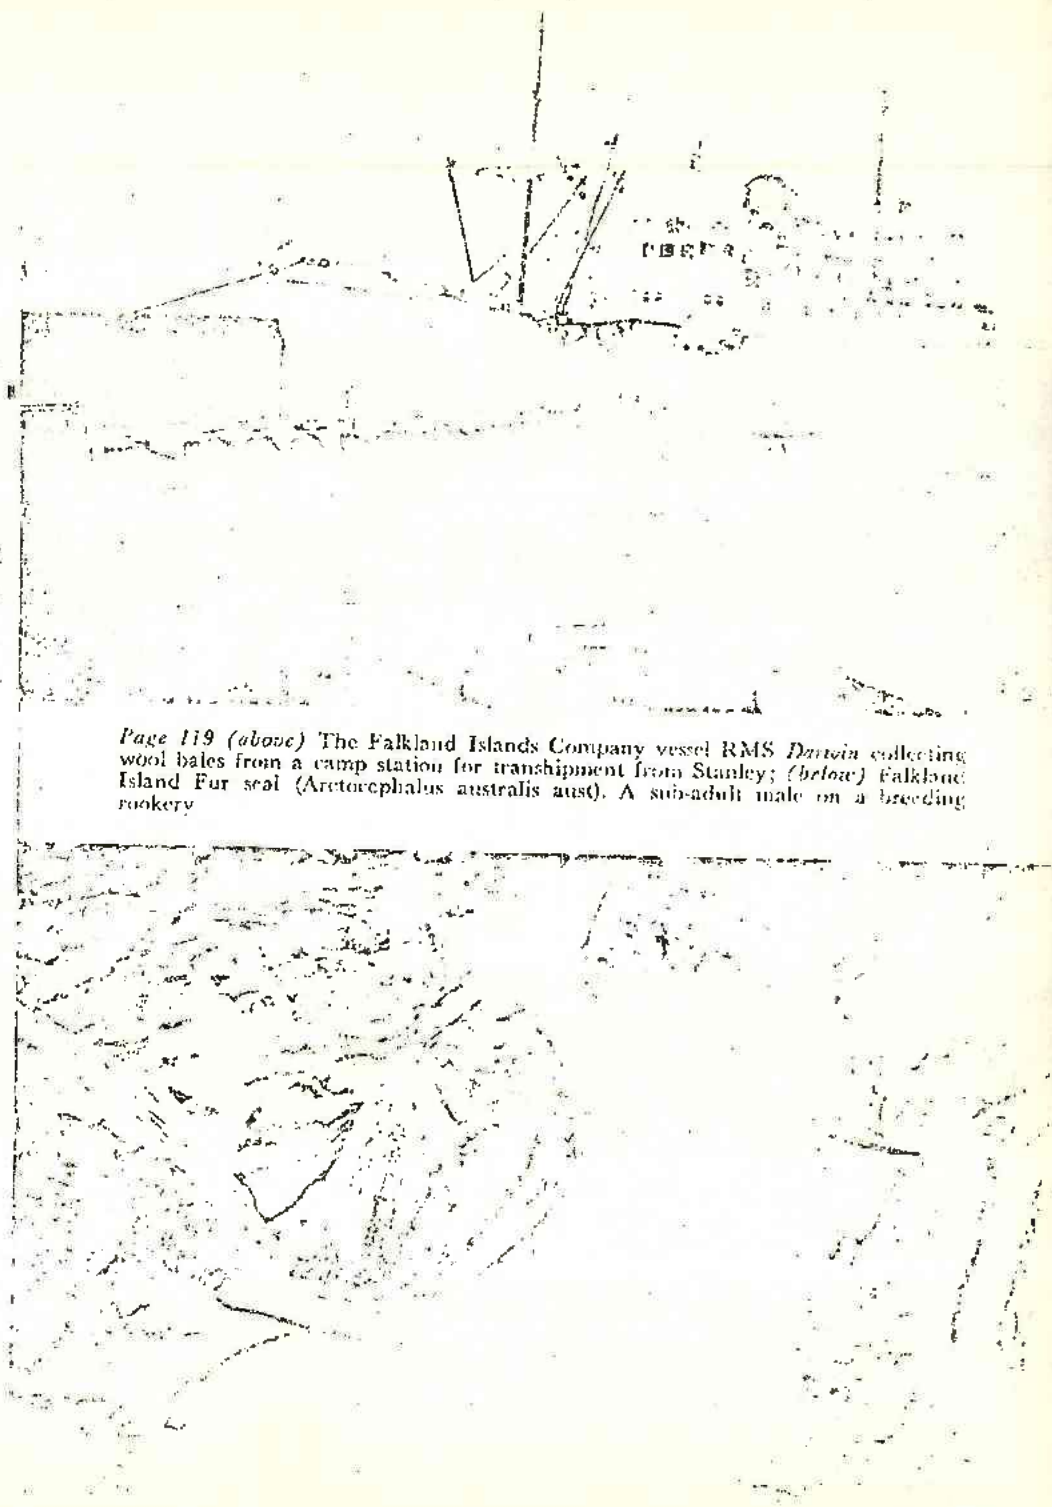 Page 119 (above) The Falkland Islands Company vessel RMS Darwin collecting
wool bales from a camp station for transhipment from Stanley; (below) Falkland
Island Fur seal (Arctocephalus australis aust). A sub-adult male on a breeding
rookery